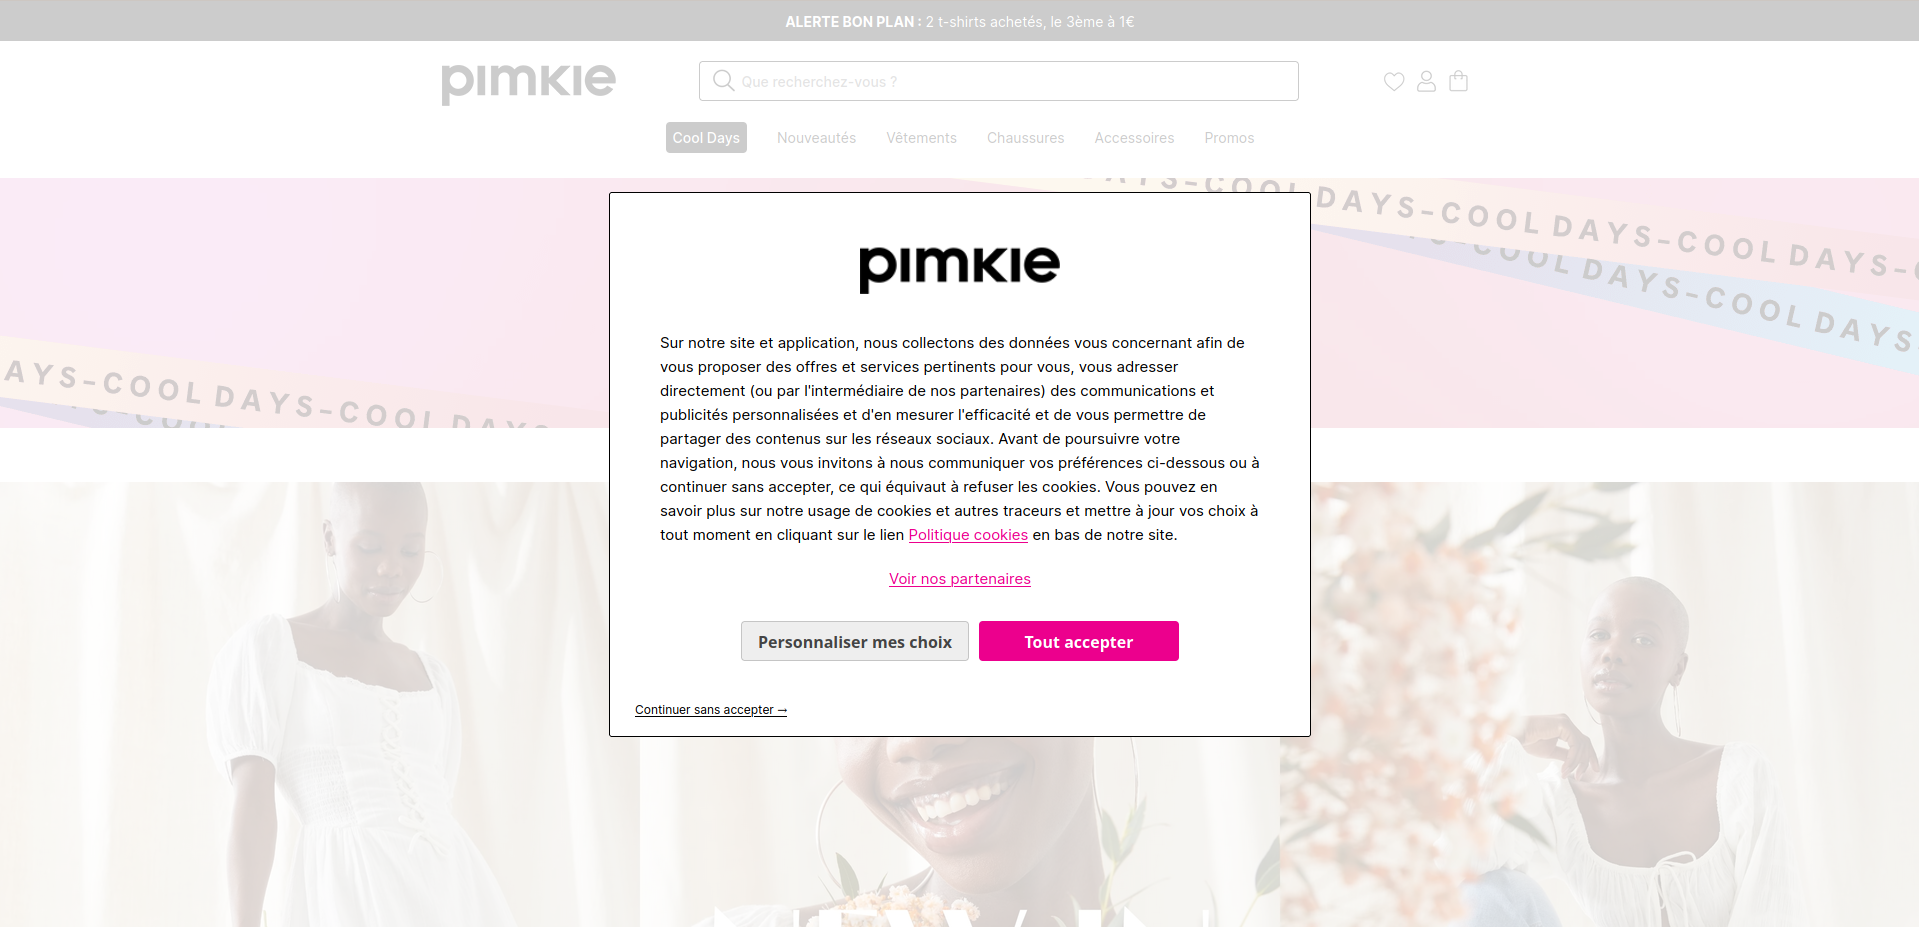 ALERTE BON PLAN : 2 t-shirts achetés, le 3ème à 1€
pimkie
Que recherchez-vous ?
Cool Days
Nouveautés
Vêtements
Chaussures
Accessoires
Promos
DAYS-COOL DAYS-COOL DAYS-
COOL DAYS-COOL DAYS
pimkie
Sur notre site et application, nous collectons des données vous concernant afin de
vous proposer des offres et services pertinents pour vous, vous adresser
directement (ou par l'intermédiaire de nos partenaires) des communications et
publicités personnalisées et d'en mesurer l'efficacité et de vous permettre de
partager des contenus sur les réseaux sociaux. Avant de poursuivre votre
navigation, nous vous invitons à nous communiquer vos préférences ci-dessous ou à
continuer sans accepter, ce qui équivaut à refuser les cookies. Vous pouvez en
savoir plus sur notre usage de cookies et autres traceurs et mettre à jour vos choix à
tout moment en cliquant sur le lien Politique cookies en bas de notre site.
AYS-COOL DAYS-COOL DAYS
Voir nos partenaires
Personnaliser mes choix
Tout accepter
Continuer sans accepter →
NEW IN